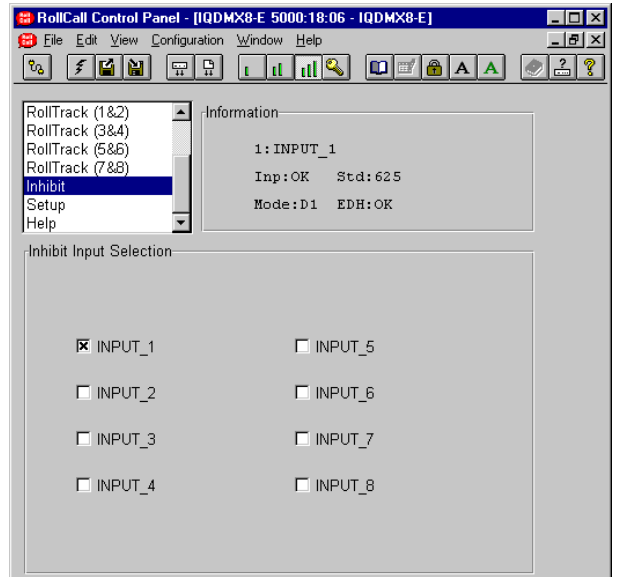 RollCall Control Panel - [IQDMX8-E 5000:18:06 - IQDMX8-E]
File Edit View Configuration Window Help
A A
RollTrack (1&2)
RollTrack (3&4)
RollTrack (5&6)
RollTrack (7&8)
Inhibit
Setup
Help
Information
1:INPUT_1
Inp:OK Std:625
Mode:D1 EDH:OK
Inhibit Input Selection
INPUT_1 INPUT_5
INPUT_2 INPUT_6
INPUT_3 INPUT_7
INPUT_4 INPUT_8